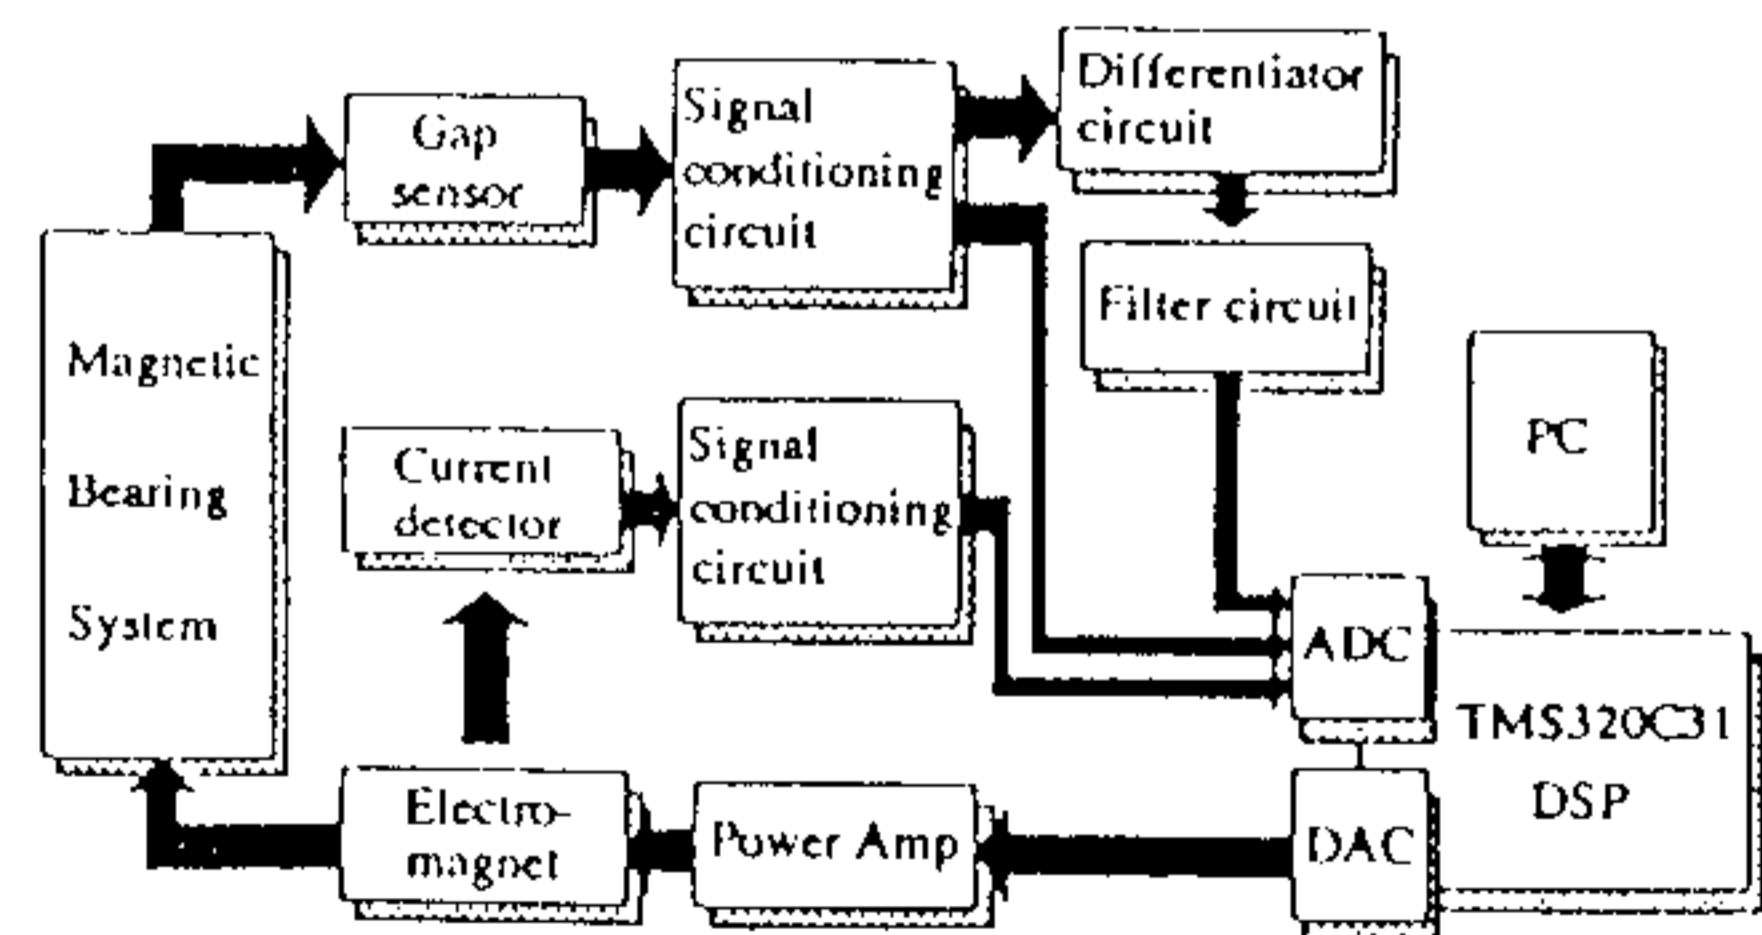 Differentiator
circuit
Gap
sensor
Signal
conditioning
circuit
Filter circuit
Magnetic
Bearing
System
Current
detector
Signal
conditioning
circuit
PC
ADC
TMS320C31
DSP
Electro-
magnet
Power Amp
DAC